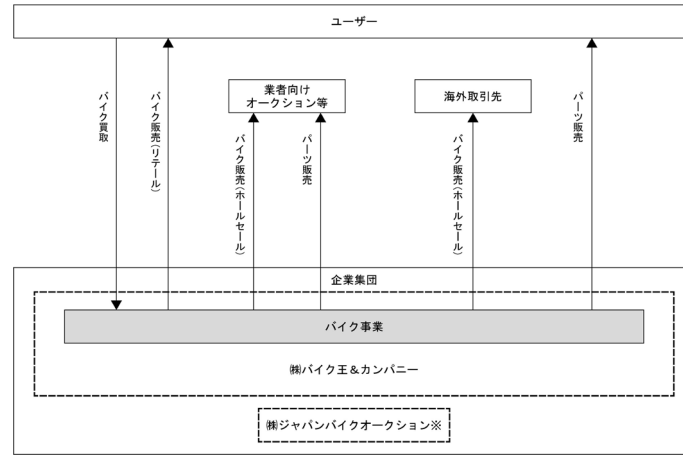 ユーザー
業者向け
オークション等
海外取引先
バイク買取
バイク販売(リテール)
バイク販売(ホールセール)
パーツ販売
バイク販売(ホールセール)
パーツ販売
企業集団
バイク事業
㈱バイク王&カンパニー
㈱ジャパンバイクオークション※